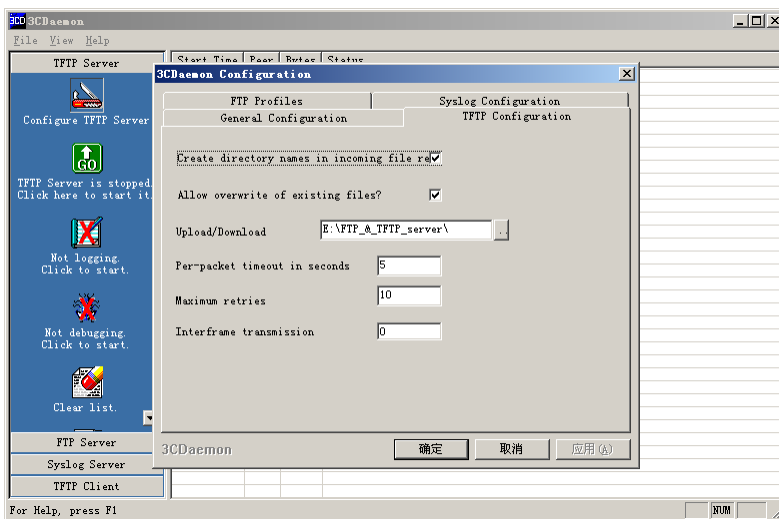 3CD 3CDaemon
File View Help
TFTP Server
Start Time Peer Bytes Status
Configure TFTP Server
GO
TFTP Server is stopped.
Click here to start it.
Not logging.
Click to start.
Not debugging.
Click to start.
Clear list.
FTP Server
Syslog Server
TFTP Client
3CDaemon Configuration
FTP Profiles
Syslog Configuration
General Configuration
TFTP Configuration
Create directory names in incoming file re
Allow overwrite of existing files?
Upload/Download
E:\FTP_&_TFTP_server\
..
Per-packet timeout in seconds
5
Maximum retries
10
Interframe transmission
0
3CDaemon
确定
取消
应用(A)
For Help, press F1
NUM